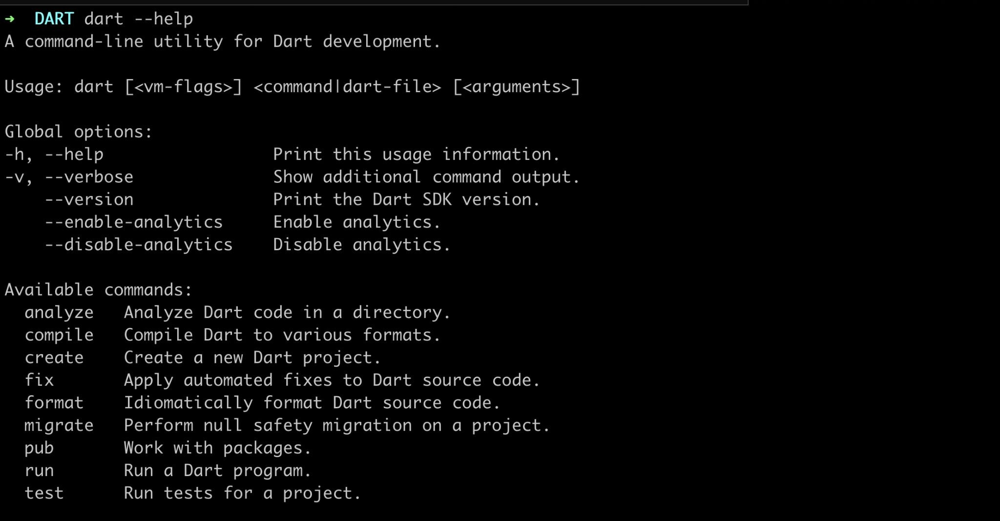 ➜  DART dart --help
A command-line utility for Dart development.

Usage: dart [<vm-flags>] <command|dart-file> [<arguments>]

Global options:
-h, --help                 Print this usage information.
-v, --verbose              Show additional command output.
    --version              Print the Dart SDK version.
    --enable-analytics     Enable analytics.
    --disable-analytics    Disable analytics.

Available commands:
  analyze   Analyze Dart code in a directory.
  compile   Compile Dart to various formats.
  create    Create a new Dart project.
  fix       Apply automated fixes to Dart source code.
  format    Idiomatically format Dart source code.
  migrate   Perform null safety migration on a project.
  pub       Work with packages.
  run       Run a Dart program.
  test      Run tests for a project.